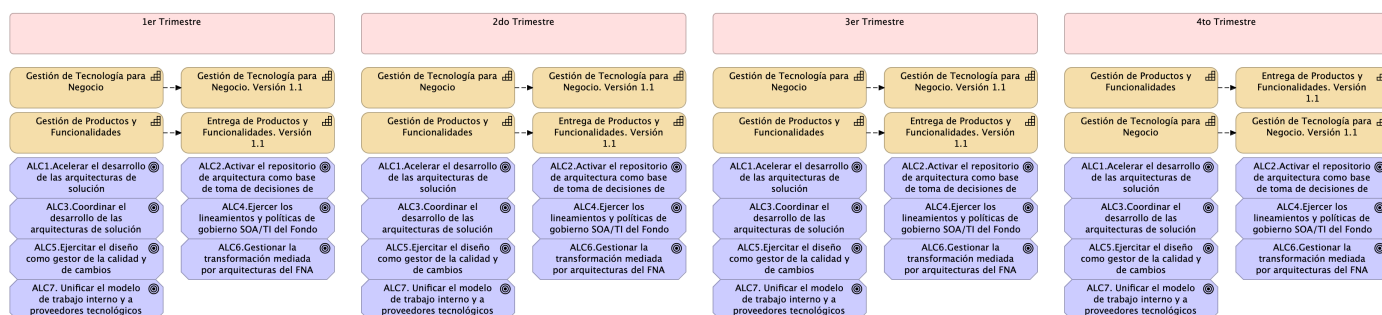 1er Trimestre
Gestión de Tecnología para
Negocio
Gestión de Tecnología para
Negocio. Versión 1.1
Gestión de Productos y
Funcionalidades
Entrega de Productos y
Funcionalidades. Versión
1.1
ALC1.Acelerar el desarrollo
de las arquitecturas de
solución
ALC2.Activar el repositorio
de arquitectura como base
de toma de decisiones de
ALC3.Coordinar el
desarrollo de las
arquitecturas de solución
ALC4.Ejercer los
lineamientos y políticas de
gobierno SOA/TI del Fondo
ALC5.Ejercitar el diseño
como gestor de la calidad y
de cambios
ALC6.Gestionar la
transformación mediada
por arquitecturas del FNA
ALC7. Unificar el modelo
de trabajo interno y a
proveedores tecnológicos
2do Trimestre
Gestión de Tecnología para
Negocio
Gestión de Tecnología para
Negocio. Versión 1.1
Gestión de Productos y
Funcionalidades
Entrega de Productos y
Funcionalidades. Versión
1.1
ALC1.Acelerar el desarrollo
de las arquitecturas de
solución
ALC2.Activar el repositorio
de arquitectura como base
de toma de decisiones de
ALC3.Coordinar el
desarrollo de las
arquitecturas de solución
ALC4.Ejercer los
lineamientos y políticas de
gobierno SOA/TI del Fondo
ALC5.Ejercitar el diseño
como gestor de la calidad y
de cambios
ALC6.Gestionar la
transformación mediada
por arquitecturas del FNA
ALC7. Unificar el modelo
de trabajo interno y a
proveedores tecnológicos
3er Trimestre
Gestión de Tecnología para
Negocio
Gestión de Tecnología para
Negocio. Versión 1.1
Gestión de Productos y
Funcionalidades
Entrega de Productos y
Funcionalidades. Versión
1.1
ALC1.Acelerar el desarrollo
de las arquitecturas de
solución
ALC2.Activar el repositorio
de arquitectura como base
de toma de decisiones de
ALC3.Coordinar el
desarrollo de las
arquitecturas de solución
ALC4.Ejercer los
lineamientos y políticas de
gobierno SOA/TI del Fondo
ALC5.Ejercitar el diseño
como gestor de la calidad y
de cambios
ALC6.Gestionar la
transformación mediada
por arquitecturas del FNA
ALC7. Unificar el modelo
de trabajo interno y a
proveedores tecnológicos
4to Trimestre
Gestión de Productos y
Funcionalidades
Entrega de Productos y
Funcionalidades. Versión
1.1
Gestión de Tecnología para
Negocio
Gestión de Tecnología para
Negocio. Versión 1.1
ALC1.Acelerar el desarrollo
de las arquitecturas de
solución
ALC2.Activar el repositorio
de arquitectura como base
de toma de decisiones de
ALC3.Coordinar el
desarrollo de las
arquitecturas de solución
ALC4.Ejercer los
lineamientos y políticas de
gobierno SOA/TI del Fondo
ALC5.Ejercitar el diseño
como gestor de la calidad y
de cambios
ALC6.Gestionar la
transformación mediada
por arquitecturas del FNA
ALC7. Unificar el modelo
de trabajo interno y a
proveedores tecnológicos